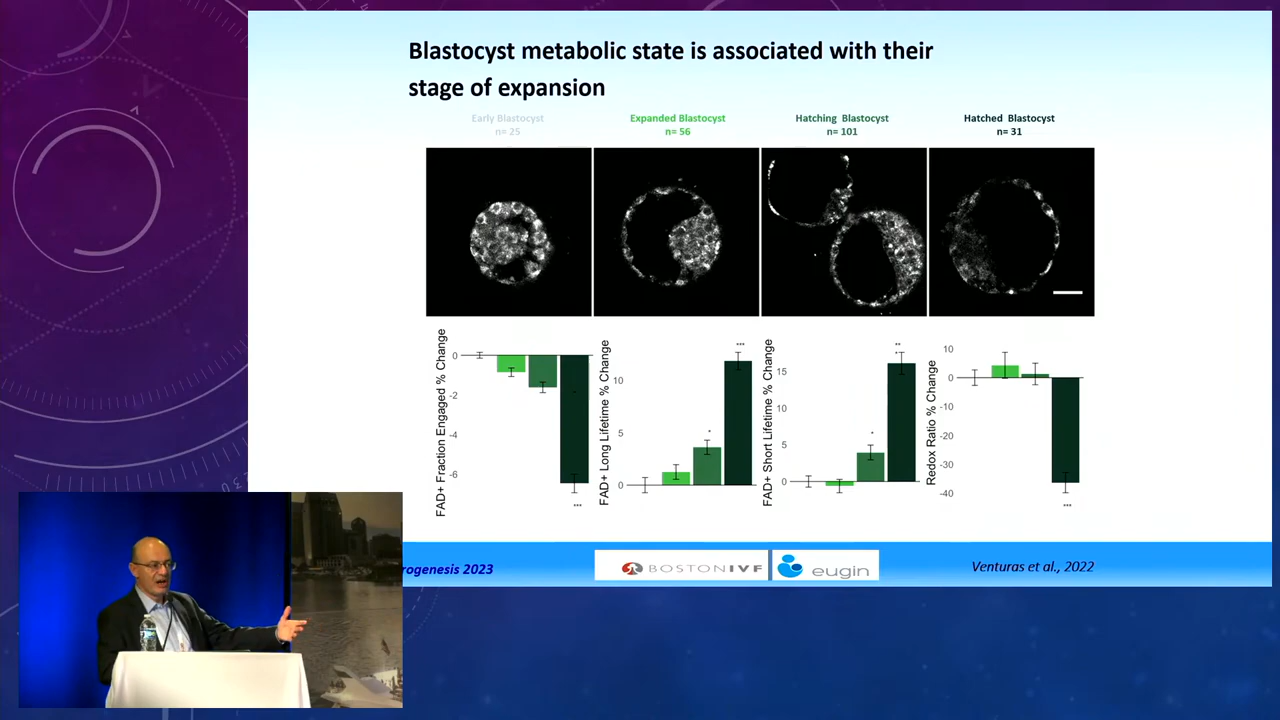 Blastocyst metabolic state is associated with their
stage of expansion
Early Blastocyst
n= 25
Expanded Blastocyst
n= 56
Hatching Blastocyst
n= 101
Hatched Blastocyst
n= 31
FAD+ Fraction Engaged % Change
0
-2
-4
-6
***
FAD+ Long Lifetime % Change
10
5
0
*
***
FAD+ Short Lifetime % Change
15
10
5
0
*
**
*
Redox Ratio % Change
10
0
-10
-20
-30
-40
***
rogenesis 2023
BOSTON IVF
eugin
Venturas et al., 2022